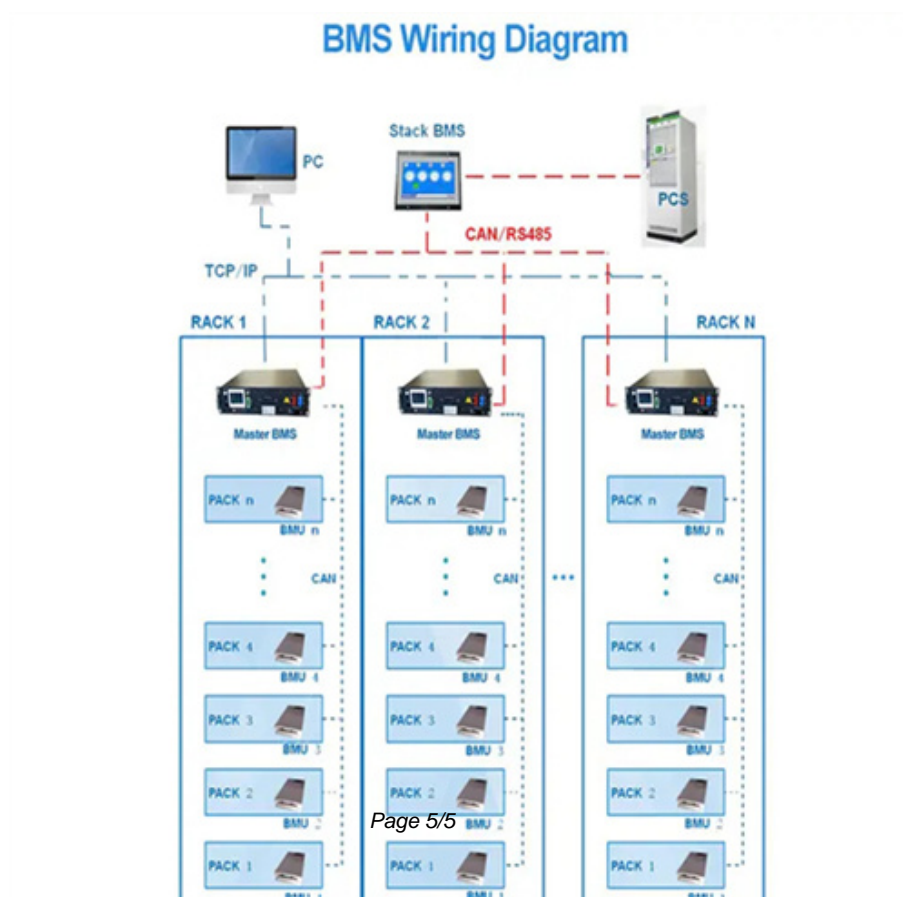 BMS Wiring Diagram
Stack BMS
PC
PCS
CAN/RS485
TCP/IP
RACK 1 RACK 2 RACK N
Master BMS Master BMS Master BMS
PACK n PACK n PACK n
BMU n BMU n BMU n
CAN CAN CAN
PACK 4 PACK 4 PACK 4
BMU 4 BMU 4 BMU 4
PACK 3 PACK 3 PACK 3
BMU 3 BMU 3 BMU 3
PACK 2 PACK 2 PACK 2
BMU 2 Page 5/5 BMU 2 BMU 2
PACK 1 PACK 1 PACK 1